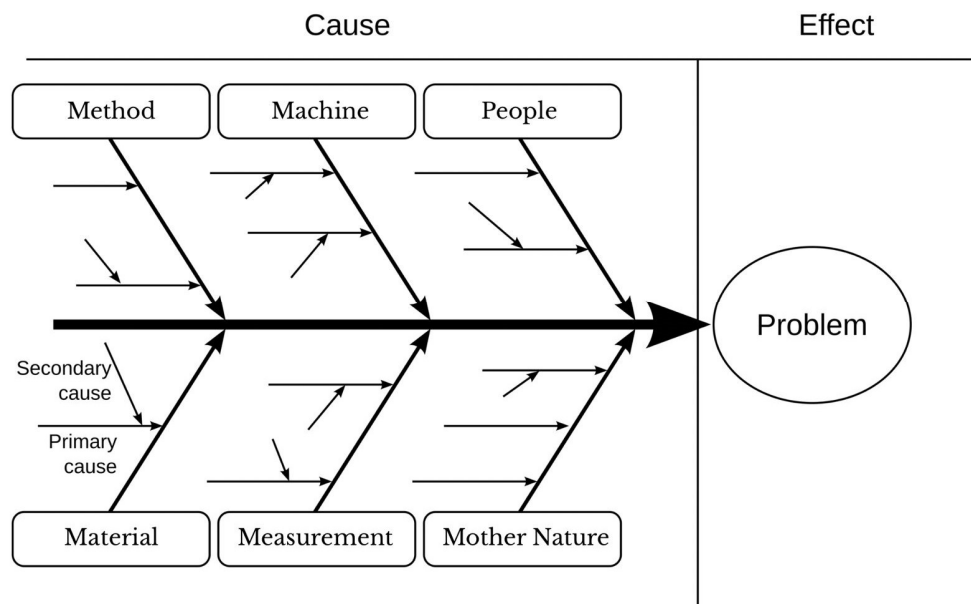 Cause
Effect
Method
Machine
People
Problem
Secondary
cause
Primary
cause
Material
Measurement
Mother Nature